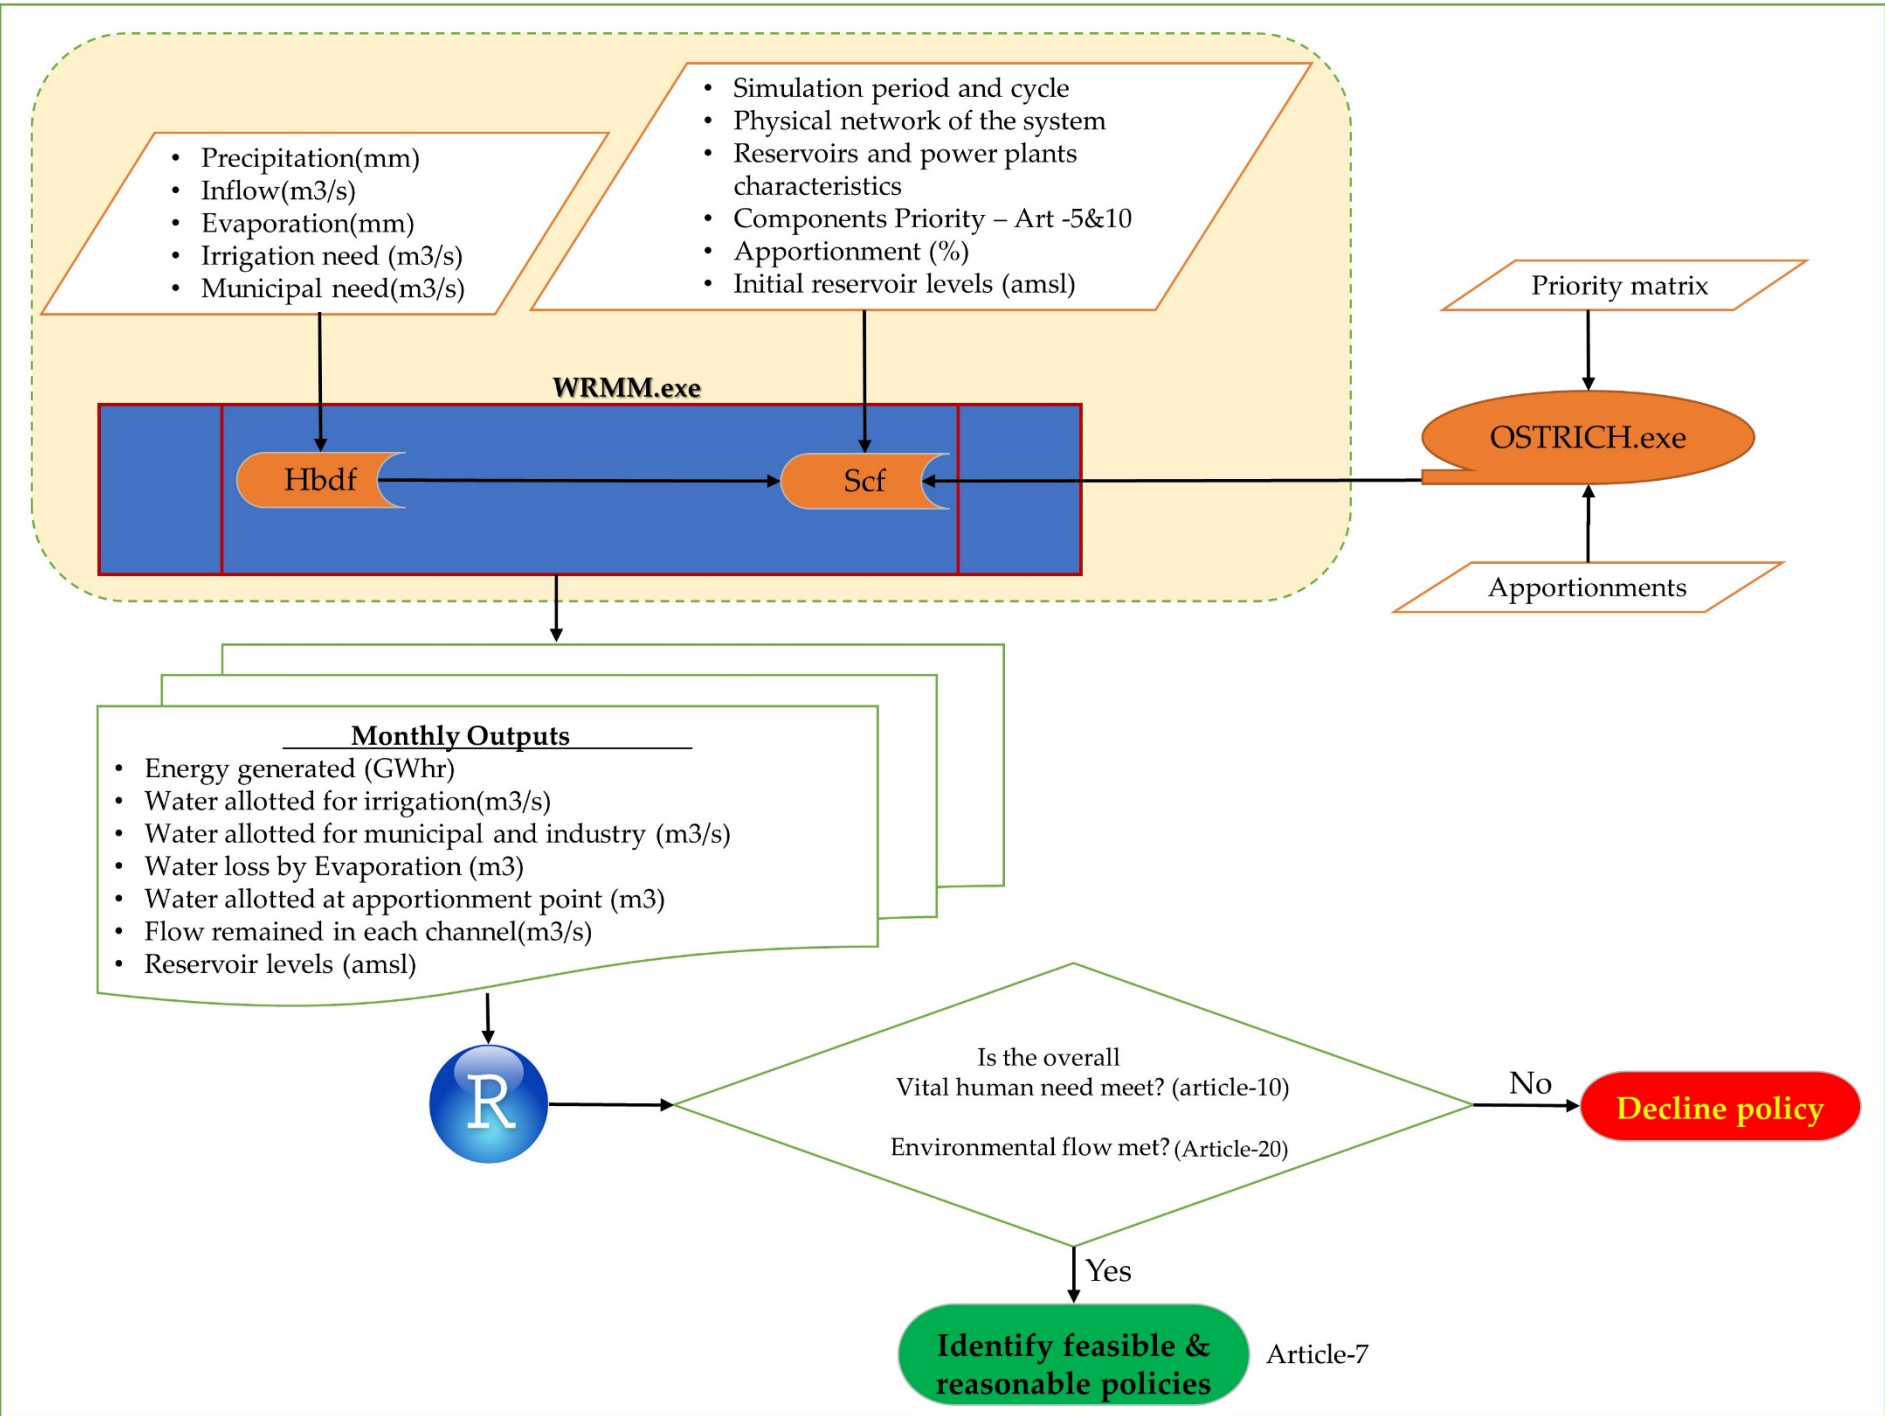 • Precipitation(mm)
• Inflow(m3/s)
• Evaporation(mm)
• Irrigation need (m3/s)
• Municipal need(m3/s)
• Simulation period and cycle
• Physical network of the system
• Reservoirs and power plants
characteristics
• Components Priority – Art -5&10
• Apportionment (%)
• Initial reservoir levels (amsl)
Priority matrix
WRMM.exe
Hbdf
Scf
OSTRICH.exe
Apportionments
Monthly Outputs
• Energy generated (GWhr)
• Water allotted for irrigation(m3/s)
• Water allotted for municipal and industry (m3/s)
• Water loss by Evaporation (m3)
• Water allotted at apportionment point (m3)
• Flow remained in each channel(m3/s)
• Reservoir levels (amsl)
R
Is the overall
Vital human need meet? (article-10)
Environmental flow met? (Article-20)
No
Decline policy
Yes
Identify feasible &
reasonable policies
Article-7